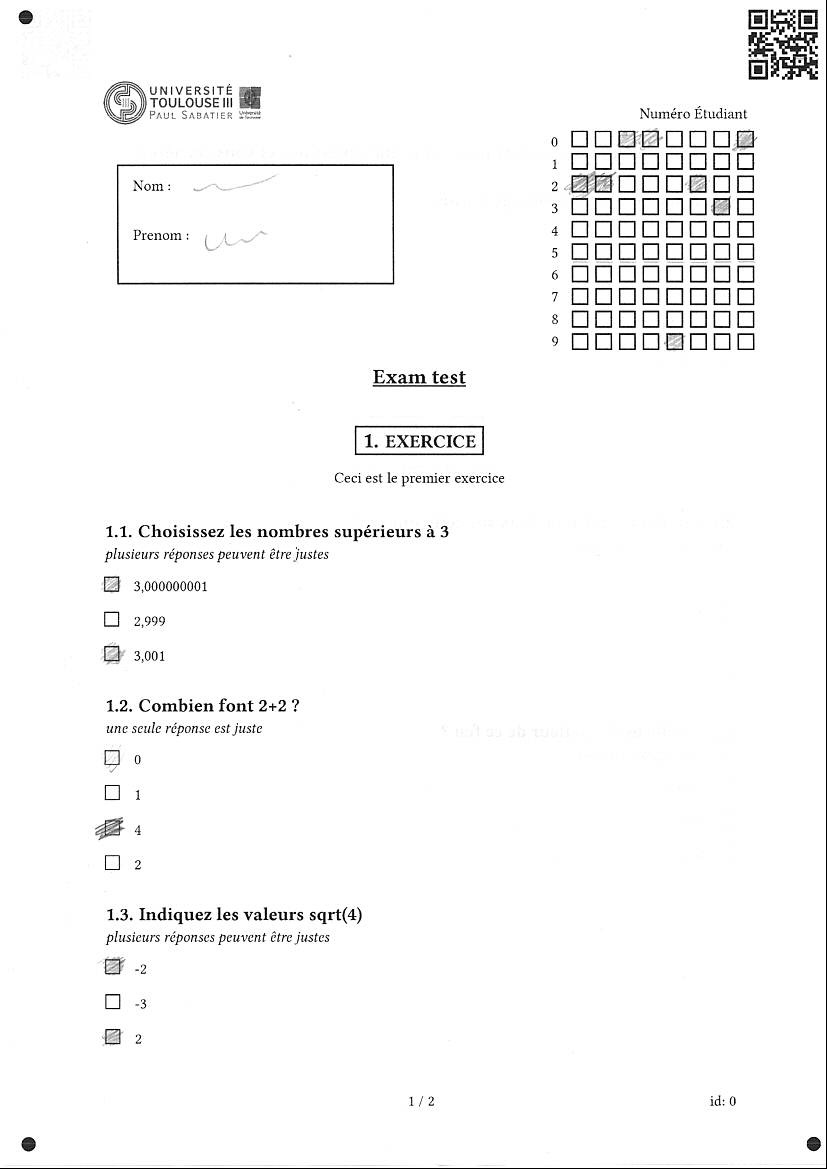 UNIVERSITÉ
TOULOUSE III
PAUL SABATIER
Université
de Toulouse
Numéro Étudiant
0
1
2
3
4
5
6
7
8
9
Nom :
Prenom :
Exam test
1. EXERCICE
Ceci est le premier exercice
1.1. Choisissez les nombres supérieurs à 3
plusieurs réponses peuvent être justes
3,000000001
2,999
3,001
1.2. Combien font 2+2 ?
une seule réponse est juste
0
1
4
2
1.3. Indiquez les valeurs sqrt(4)
plusieurs réponses peuvent être justes
-2
-3
2
1 / 2
id: 0